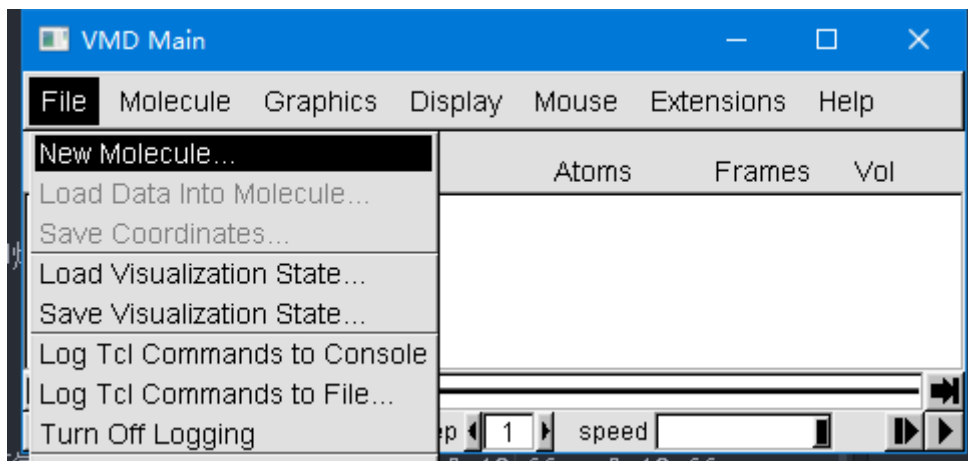 VMD Main
File Molecule Graphics Display Mouse Extensions Help
New Molecule...
Atoms Frames Vol
Load Data Into Molecule...
Save Coordinates...
Load Visualization State...
Save Visualization State...
Log Tcl Commands to Console
Log Tcl Commands to File...
Turn Off Logging
1 speed